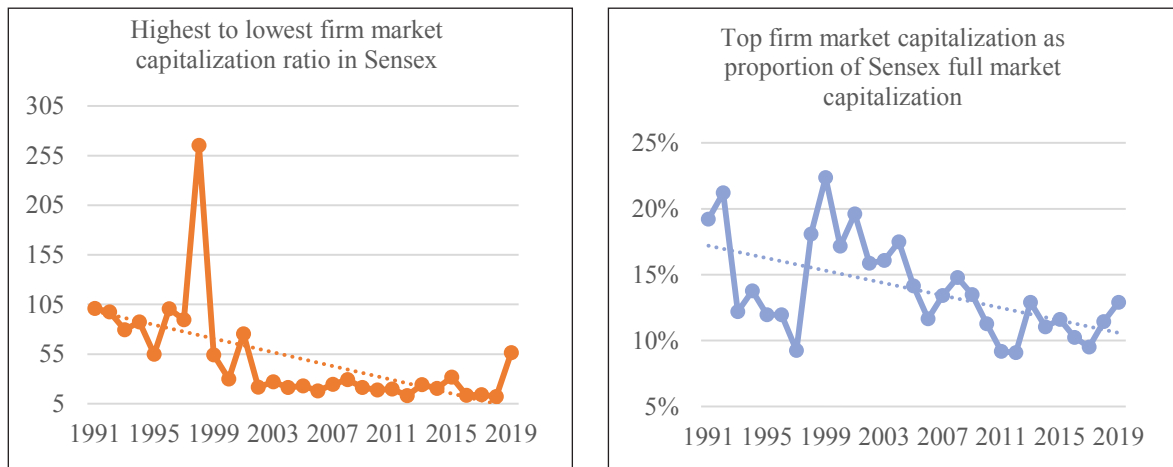 Highest to lowest firm market
capitalization ratio in Sensex
305
255
205
155
105
55
5
1991 1995 1999 2003 2007 2011 2015 2019
Top firm market capitalization as
proportion of Sensex full market
capitalization
25%
20%
15%
10%
5%
1991 1995 1999 2003 2007 2011 2015 2019